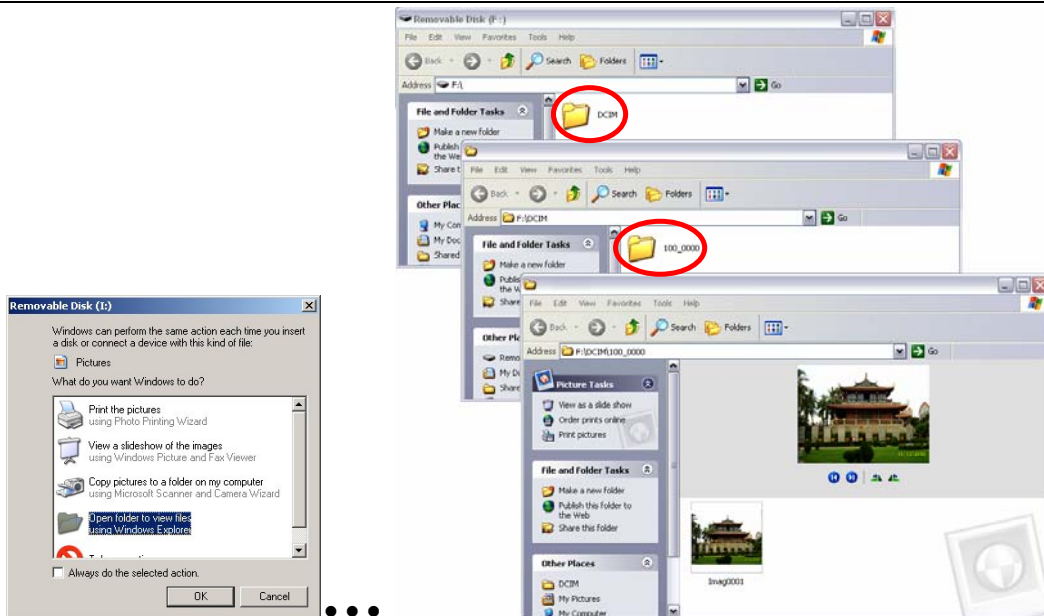 Removable Disk (F:)
File Edit View Favorites Tools Help
Back Search Folders
Address F:\ Go
File and Folder Tasks
Make a new folder
Publish
the We
Share t
Other Plac
My Com
My Doc
Shared
DCIM
File Edit View Favorites Tools Help
Back Search Folders
Address F:\DCIM Go
File and Folder Tasks
Make a new folder
Publis
the W
Share
Other Pla
Remo
My Do
Share
100_0000
File Edit View Favorites Tools Help
Back Search Folders
Address F:\DCIM\100_0000 Go
Picture Tasks
View as a slide show
Order prints online
Print pictures
File and Folder Tasks
Make a new folder
Publish this folder to
the Web
Share this folder
Other Places
DCIM
My Pictures
My Computer
Imag0001
Removable Disk (I:)
Windows can perform the same action each time you insert
a disk or connect a device with this kind of file:
Pictures
What do you want Windows to do?
Print the pictures
using Photo Printing Wizard
View a slideshow of the images
using Windows Picture and Fax Viewer
Copy pictures to a folder on my computer
using Microsoft Scanner and Camera Wizard
Open folder to view files
using Windows Explorer
Always do the selected action.
OK Cancel